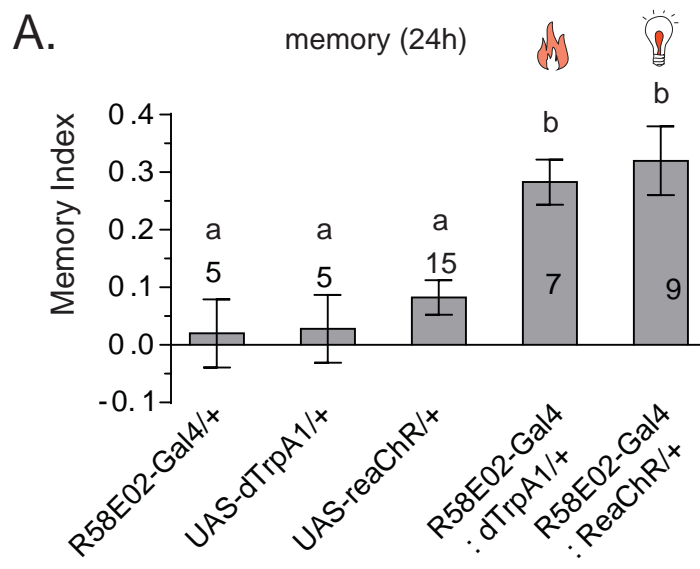 A.
memory (24h)
Memory Index
0.4
0.3
0.2
0.1
0.0
-0.1
a
a
a
b
b
5
5
15
7
9
R58E02-Gal4/+
UAS-dTrpA1/+
UAS-reaChR/+
R58E02-Gal4
: dTrpA1/+
R58E02-Gal4
: ReaChR/+